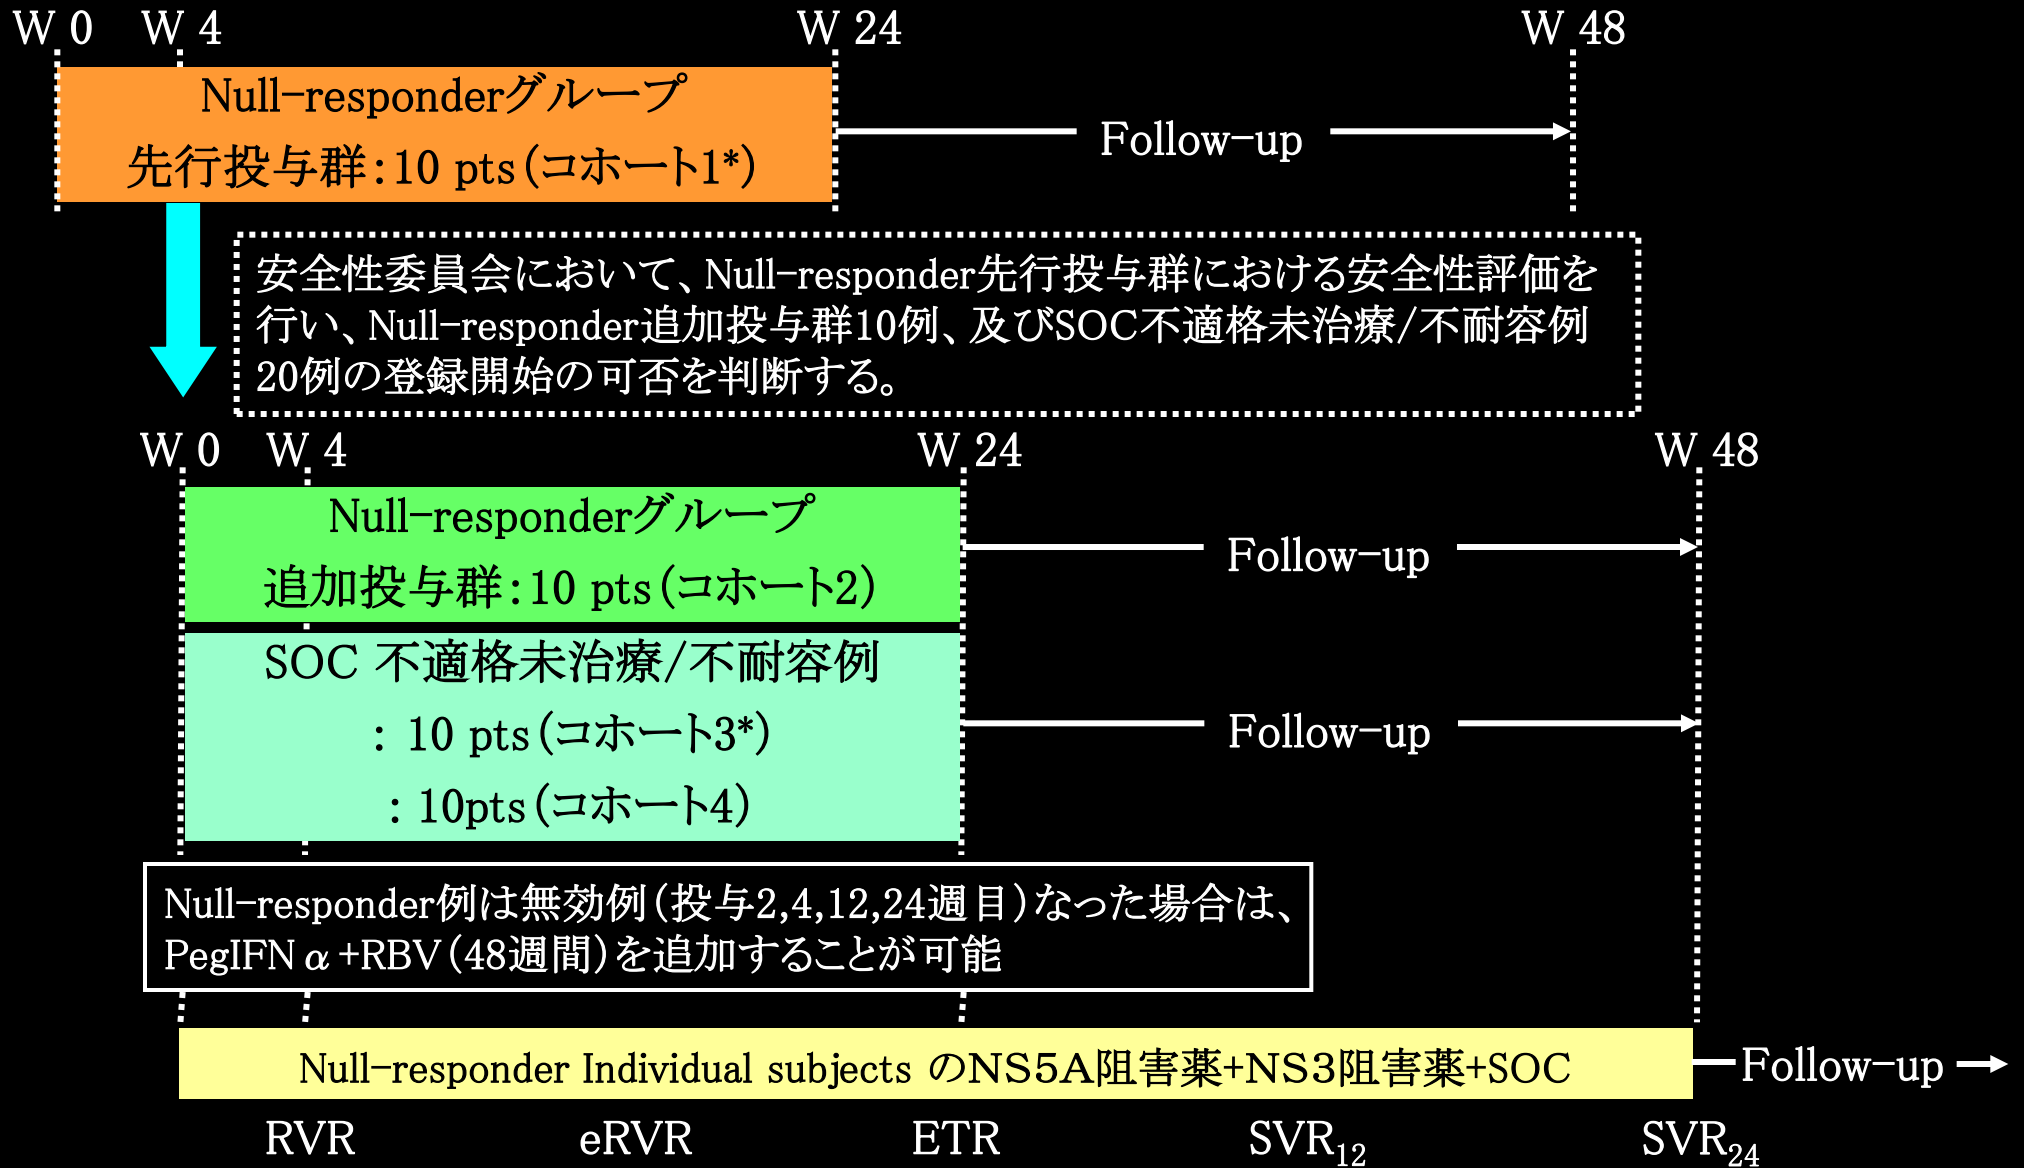 W 0 W 4 W 24 W 48
Null-responderグループ
先行投与群:10 pts(コホート1*)
Follow-up
安全性委員会において、Null-responder先行投与群における安全性評価を
行い、Null-responder追加投与群10例、及びSOC不適格未治療/不耐容例
20例の登録開始の可否を判断する。
W 0 W 4 W 24 W 48
Null-responderグループ
追加投与群:10 pts(コホート2)
Follow-up
SOC 不適格未治療/不耐容例
: 10 pts(コホート3*)
Follow-up
: 10pts(コホート4)
Null-responder例は無効例(投与2,4,12,24週目)なった場合は、
PegIFNα+RBV(48週間)を追加することが可能
Null-responder Individual subjects のNS5A阻害薬+NS3阻害薬+SOC
Follow-up
RVR eRVR ETR SVR12 SVR24